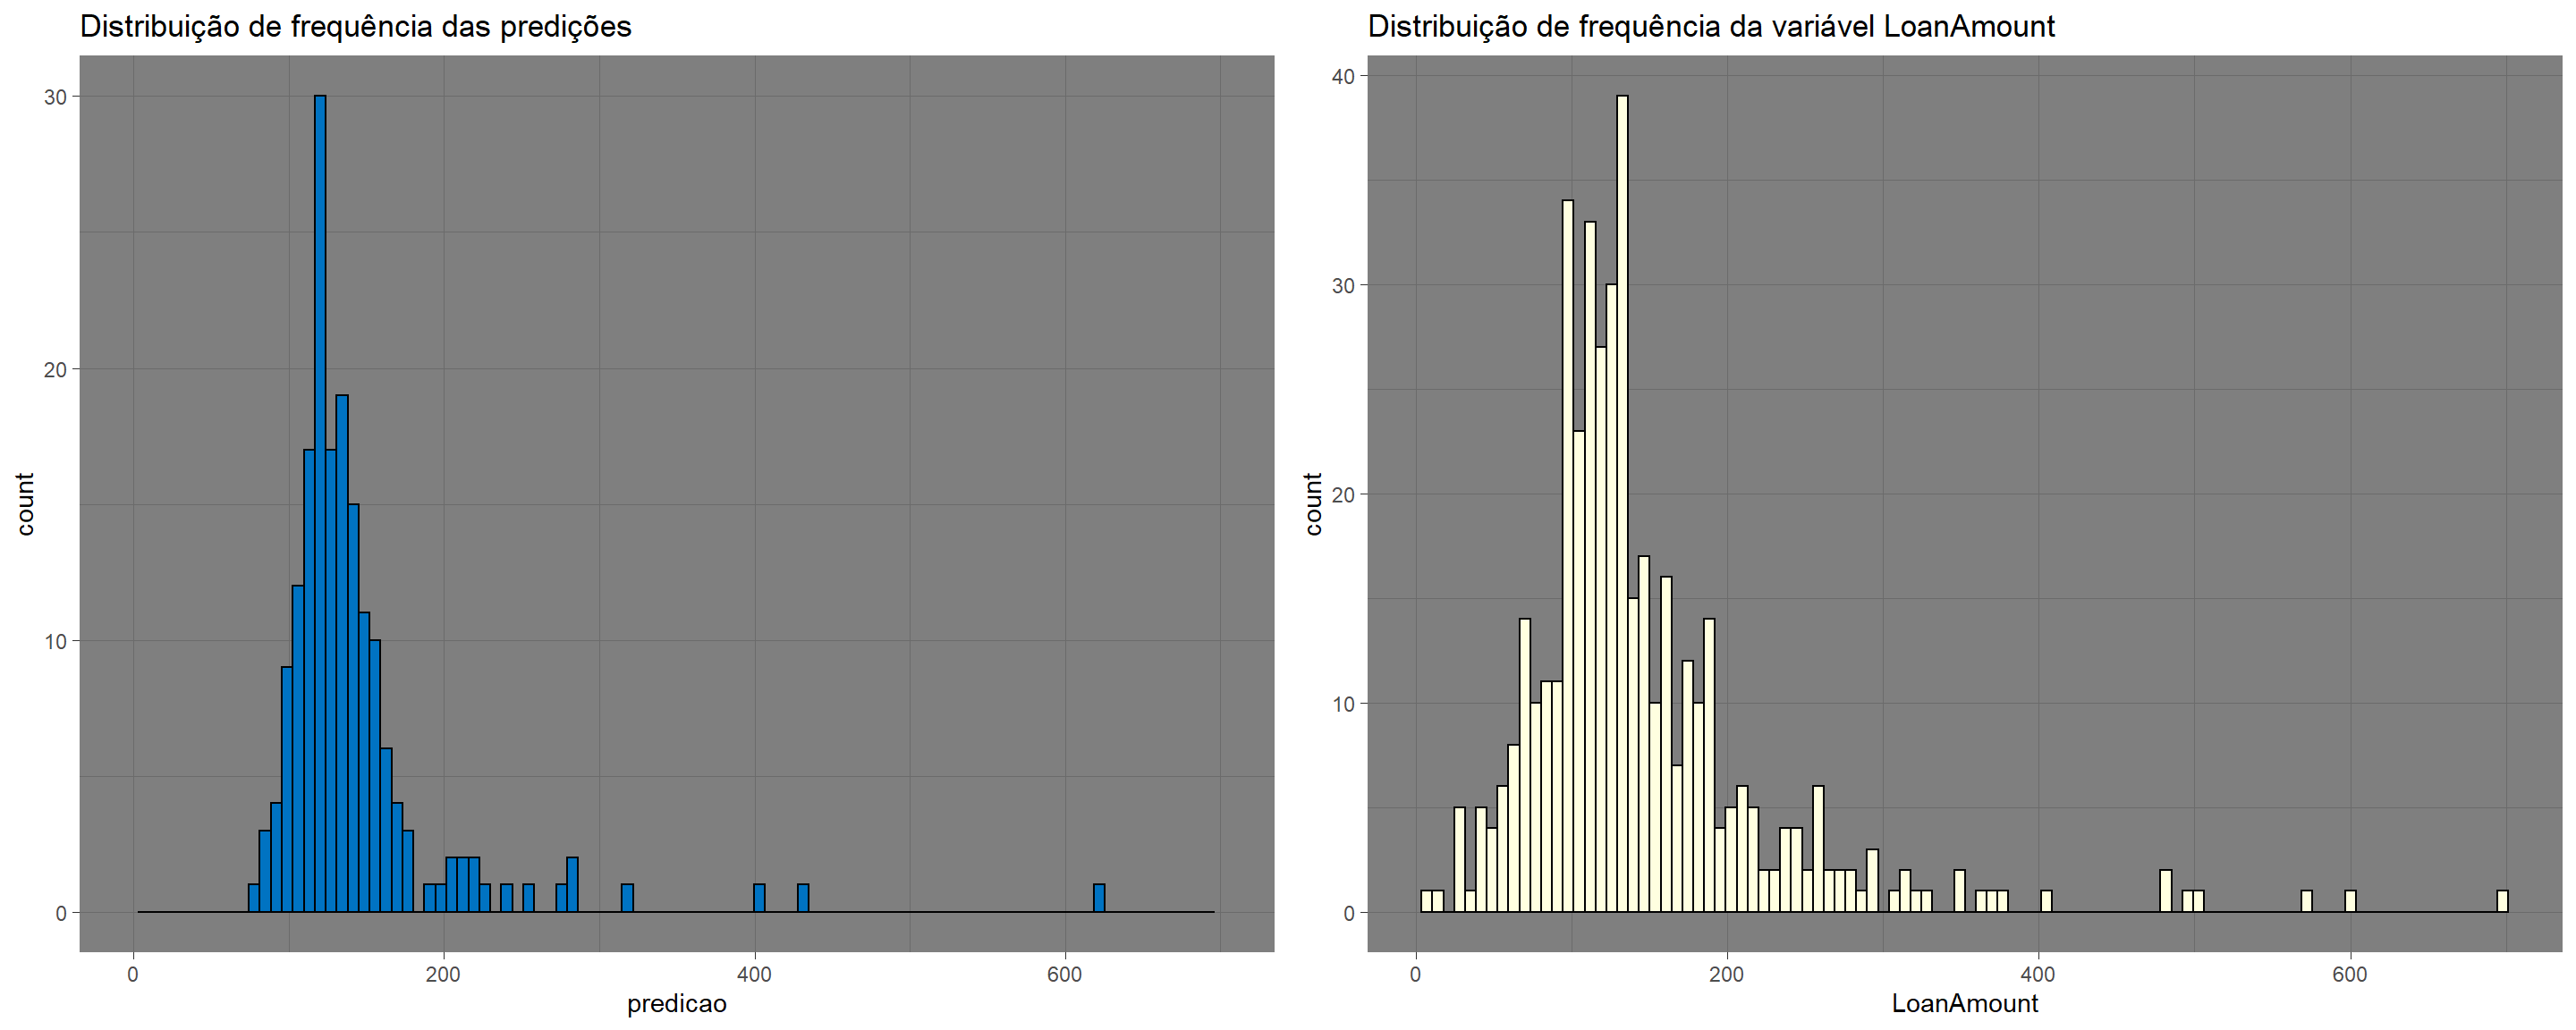 Distribuição de frequência das predições
30
20
10
0
count
0 200 400 600
predicao
Distribuição de frequência da variável LoanAmount
40
30
20
10
0
count
0 200 400 600
LoanAmount